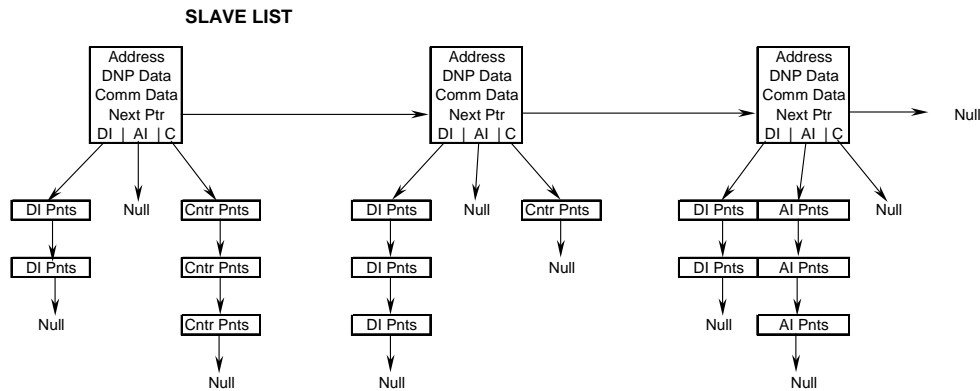 SLAVE LIST
Address
DNP Data
Comm Data
Next Ptr
DI | AI | C
Address
DNP Data
Comm Data
Next Ptr
DI | AI | C
Address
DNP Data
Comm Data
Next Ptr
DI | AI | C
Null
DI Pnts
Null
Cntr Pnts
DI Pnts
Null
Cntr Pnts
DI Pnts
AI Pnts
Null
DI Pnts
Cntr Pnts
DI Pnts
Null
DI Pnts
AI Pnts
Null
Cntr Pnts
DI Pnts
Null
AI Pnts
Null
Null
Null